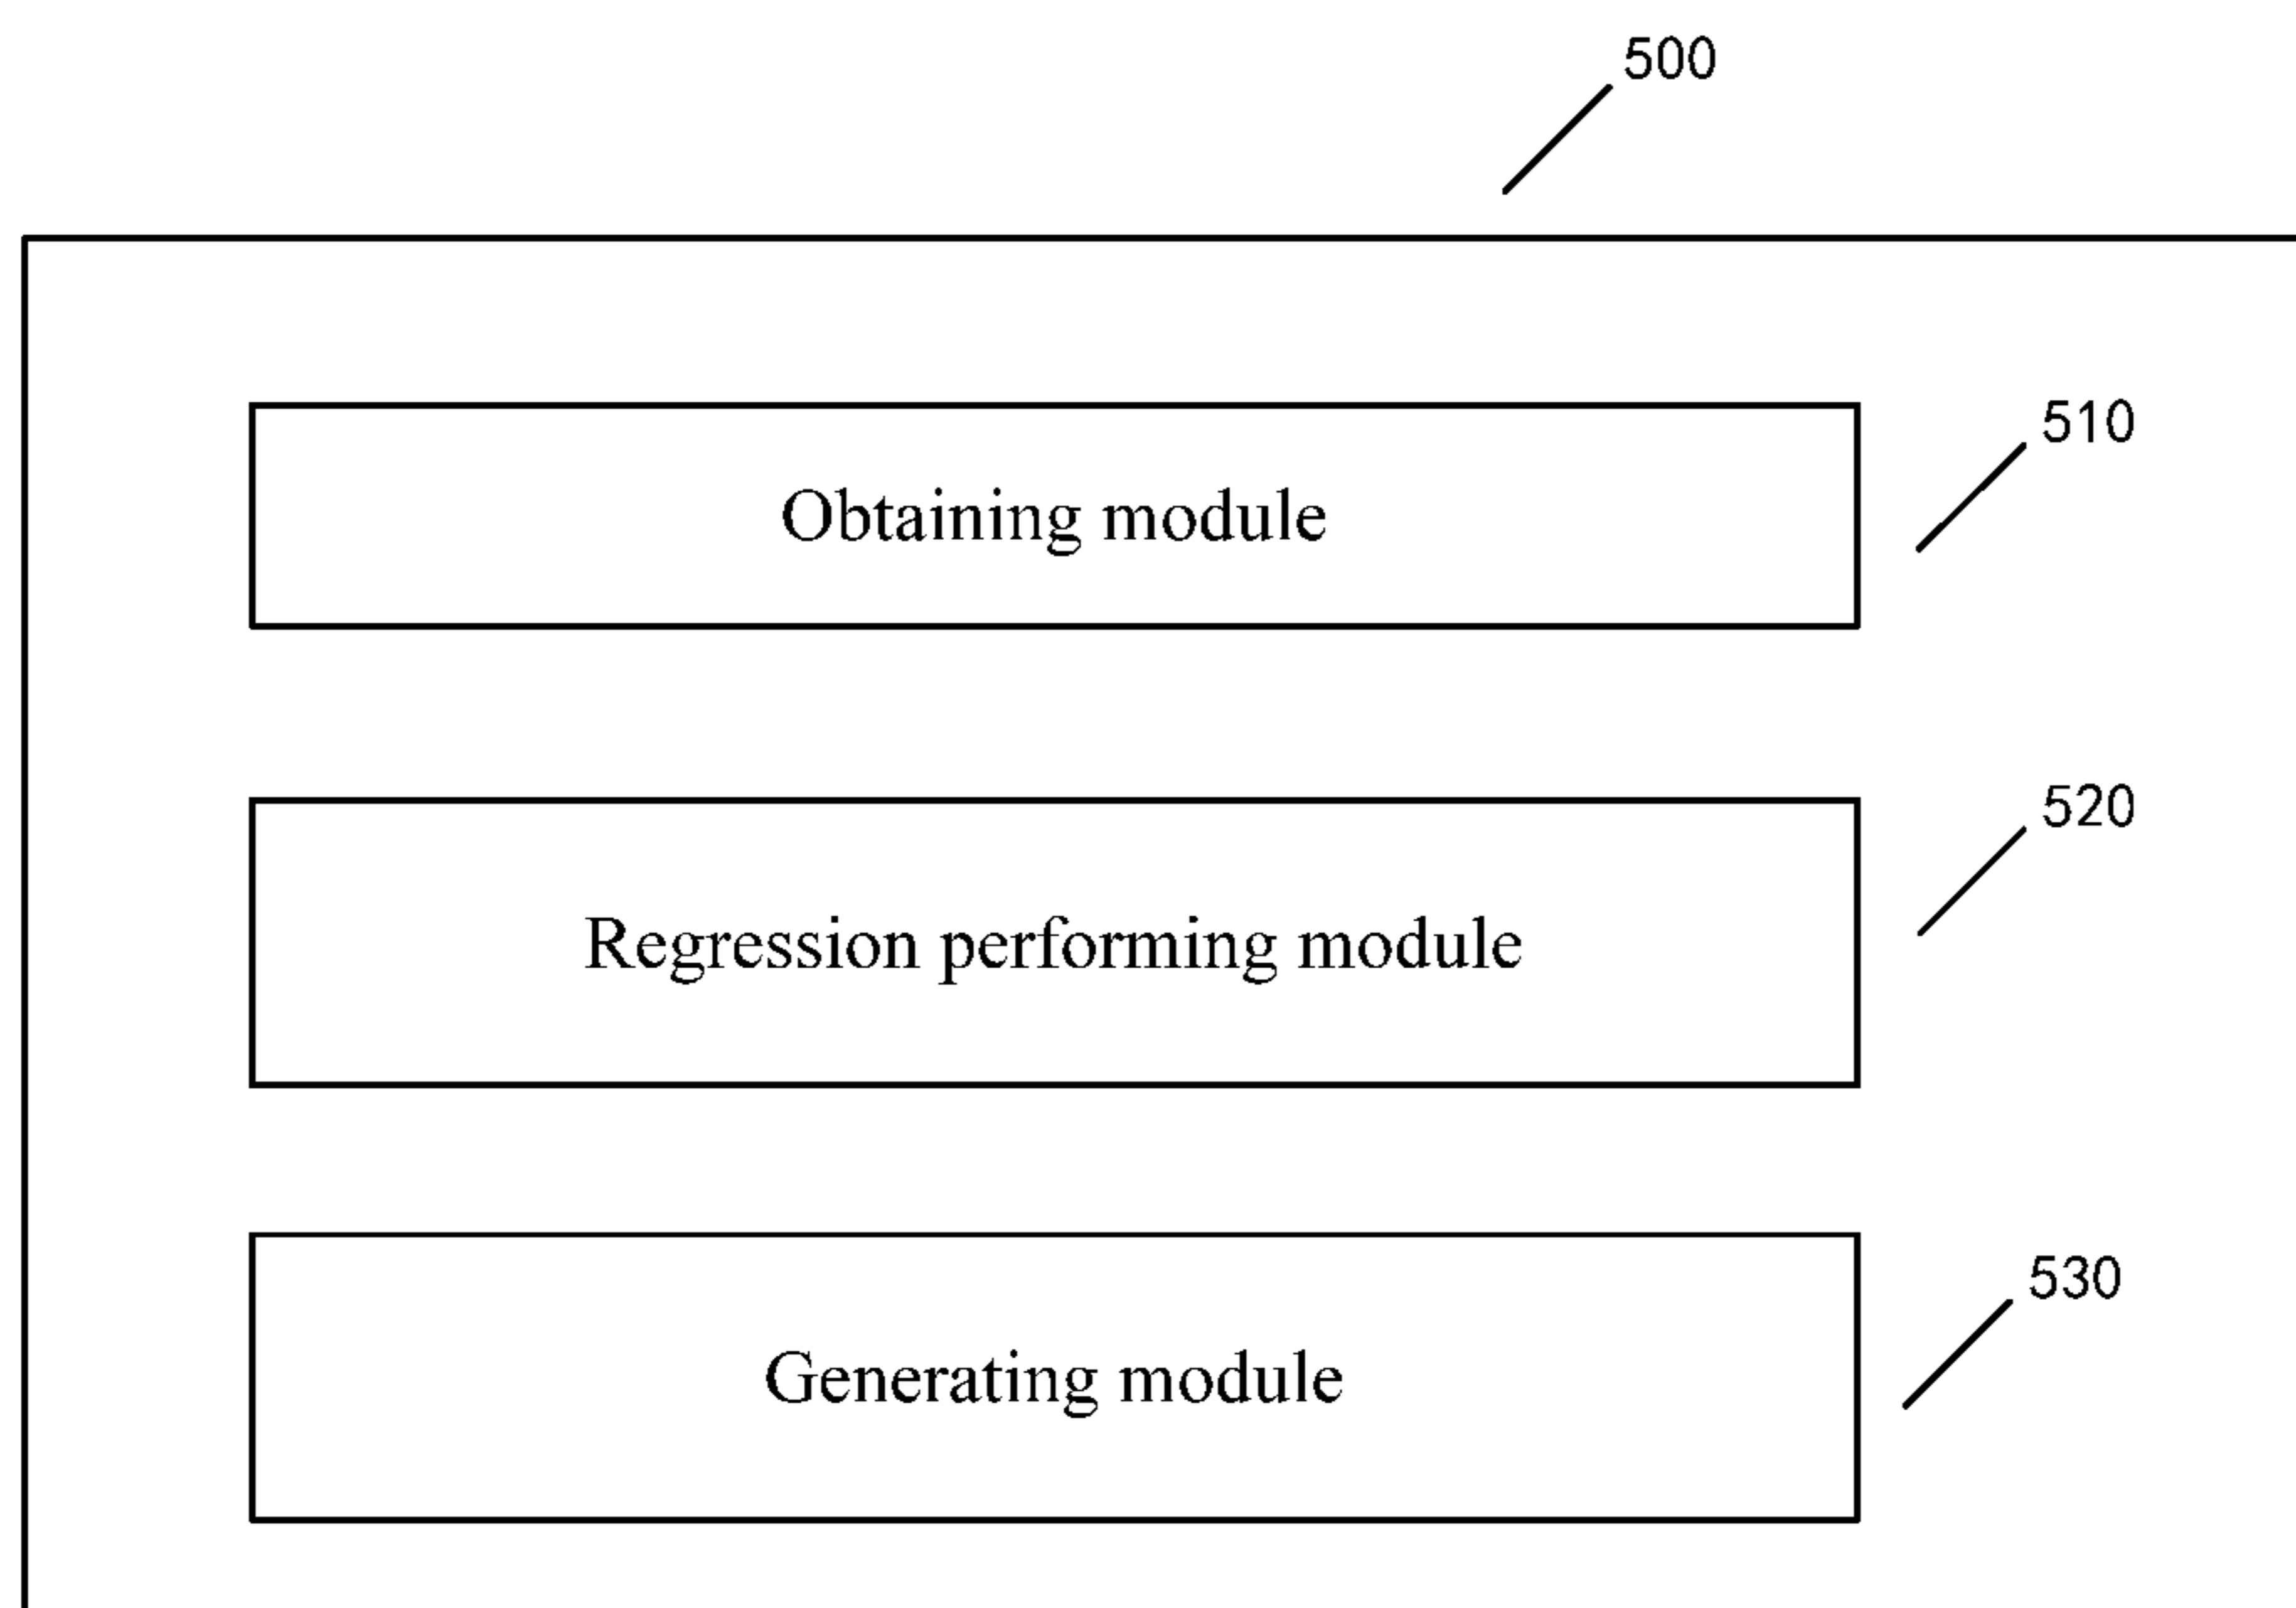 500
510
Obtaining module
520
Regression performing module
530
Generating module